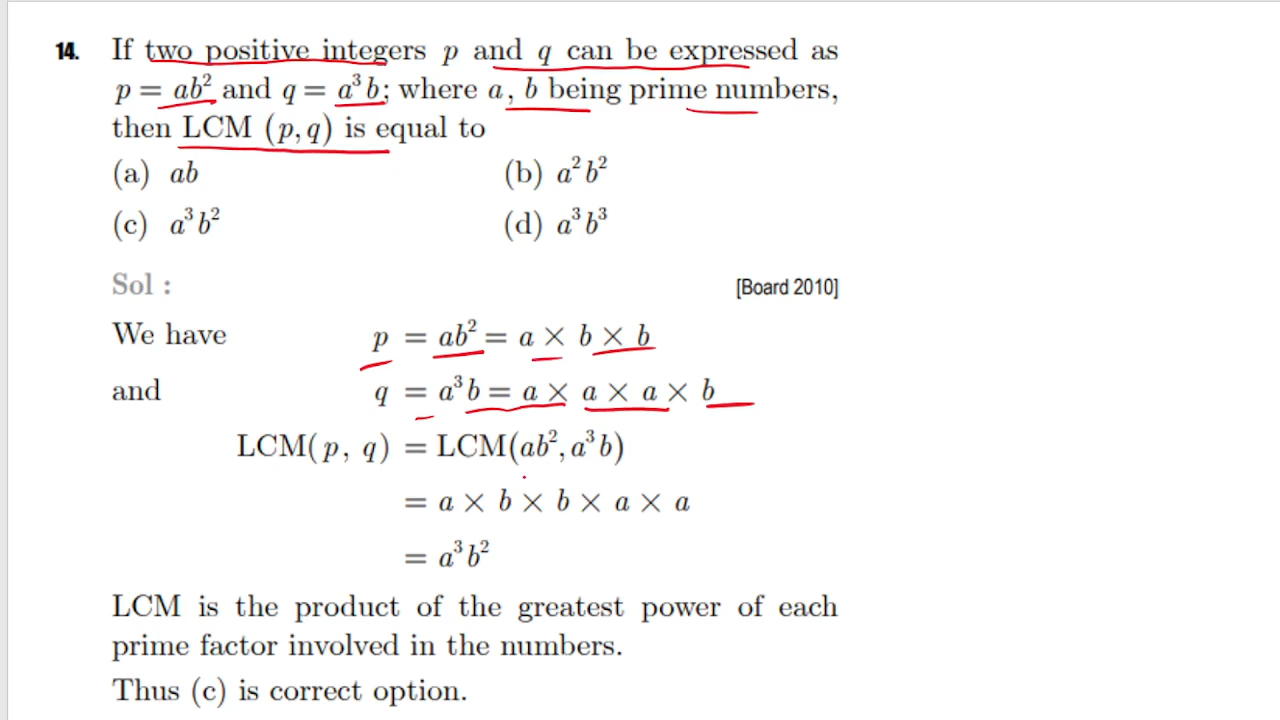 14. If two positive integers p and q can be expressed as
p = ab² and q = a³b; where a, b being prime numbers,
then LCM (p, q) is equal to
(a) ab (b) a²b²
(c) a³b² (d) a³b³
Sol :
[Board 2010]
We have p = ab² = a × b × b
and q = a³b = a × a × a × b
LCM(p, q) = LCM(ab², a³b)
= a × b × b × a × a
= a³b²
LCM is the product of the greatest power of each
prime factor involved in the numbers.
Thus (c) is correct option.